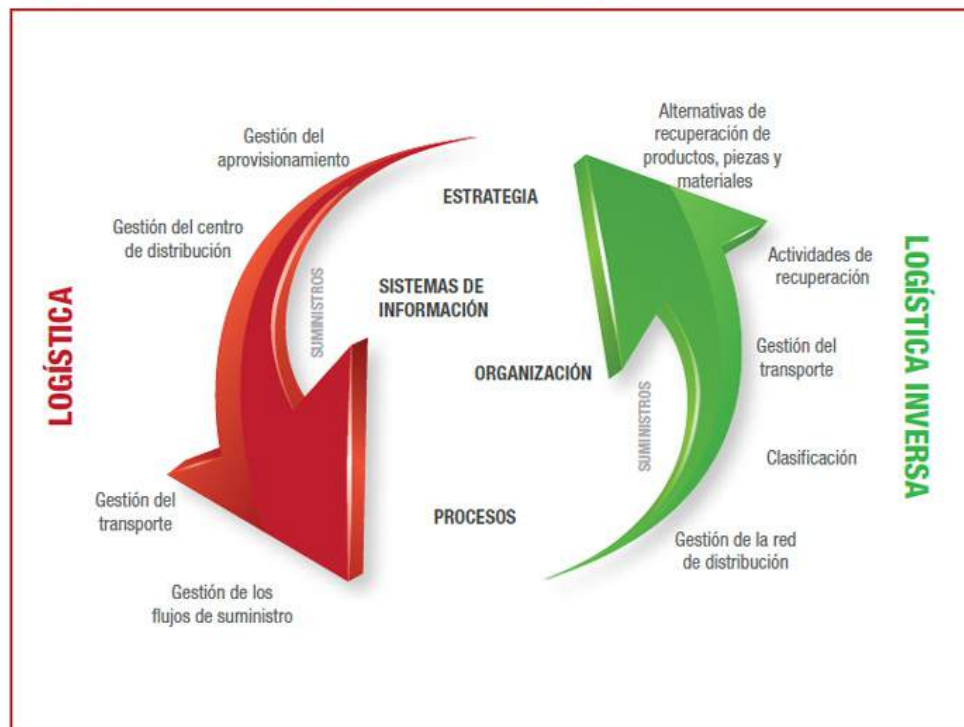 Gestión del
aprovisionamiento
Gestión del centro
de distribución
LOGÍSTICA
SUMINISTROS
Gestión del
transporte
Gestión de los
flujos de suministro
ESTRATEGIA
SISTEMAS DE
INFORMACIÓN
ORGANIZACIÓN
PROCESOS
Alternativas de
recuperación de
productos, piezas y
materiales
Actividades de
recuperación
Gestión del
transporte
SUMINISTROS
Clasificación
Gestión de la red
de distribución
LOGÍSTICA INVERSA